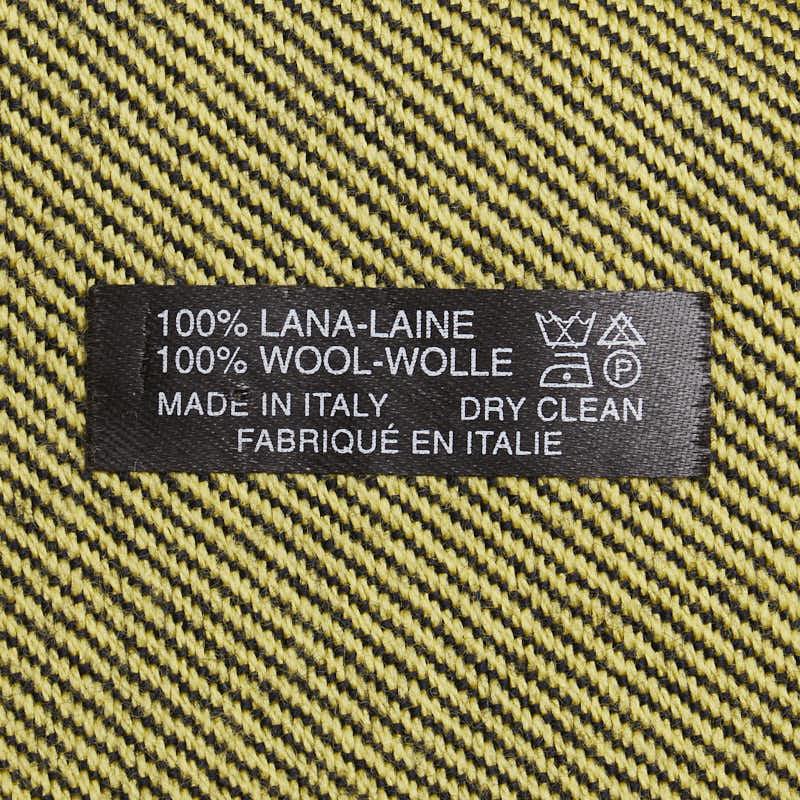 100% LANA-LAINE
100% WOOL-WOLLE
P
MADE IN ITALY DRY CLEAN
FABRIQUÉ EN ITALIE